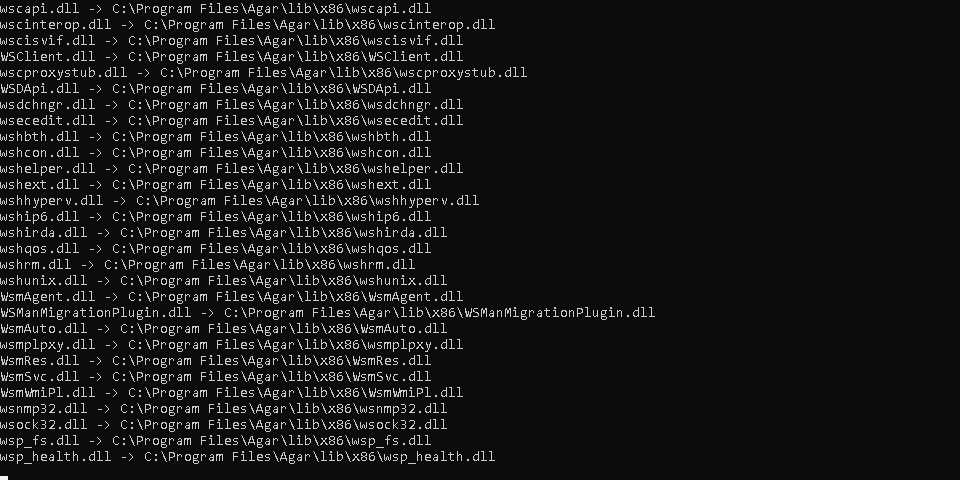 wscapi.dll -> C:\Program Files\Agar\lib\x86\wscapi.dll
wscinterop.dll -> C:\Program Files\Agar\lib\x86\wscinterop.dll
wscisvif.dll -> C:\Program Files\Agar\lib\x86\wscisvif.dll
WSClient.dll -> C:\Program Files\Agar\lib\x86\WSClient.dll
wscproxystub.dll -> C:\Program Files\Agar\lib\x86\wscproxystub.dll
WSDApi.dll -> C:\Program Files\Agar\lib\x86\WSDApi.dll
wsdchngr.dll -> C:\Program Files\Agar\lib\x86\wsdchngr.dll
wsecedit.dll -> C:\Program Files\Agar\lib\x86\wsecedit.dll
wshbth.dll -> C:\Program Files\Agar\lib\x86\wshbth.dll
wshcon.dll -> C:\Program Files\Agar\lib\x86\wshcon.dll
wshelper.dll -> C:\Program Files\Agar\lib\x86\wshelper.dll
wshext.dll -> C:\Program Files\Agar\lib\x86\wshext.dll
wshhyperv.dll -> C:\Program Files\Agar\lib\x86\wshhyperv.dll
wship6.dll -> C:\Program Files\Agar\lib\x86\wship6.dll
wshirda.dll -> C:\Program Files\Agar\lib\x86\wshirda.dll
wshqos.dll -> C:\Program Files\Agar\lib\x86\wshqos.dll
wshrm.dll -> C:\Program Files\Agar\lib\x86\wshrm.dll
wshunix.dll -> C:\Program Files\Agar\lib\x86\wshunix.dll
WsmAgent.dll -> C:\Program Files\Agar\lib\x86\WsmAgent.dll
WSManMigrationPlugin.dll -> C:\Program Files\Agar\lib\x86\WSManMigrationPlugin.dll
WsmAuto.dll -> C:\Program Files\Agar\lib\x86\WsmAuto.dll
wsmplpxy.dll -> C:\Program Files\Agar\lib\x86\wsmplpxy.dll
WsmRes.dll -> C:\Program Files\Agar\lib\x86\WsmRes.dll
WsmSvc.dll -> C:\Program Files\Agar\lib\x86\WsmSvc.dll
WsmWmiPl.dll -> C:\Program Files\Agar\lib\x86\WsmWmiPl.dll
wsnmp32.dll -> C:\Program Files\Agar\lib\x86\wsnmp32.dll
wsock32.dll -> C:\Program Files\Agar\lib\x86\wsock32.dll
wsp_fs.dll -> C:\Program Files\Agar\lib\x86\wsp_fs.dll
wsp_health.dll -> C:\Program Files\Agar\lib\x86\wsp_health.dll